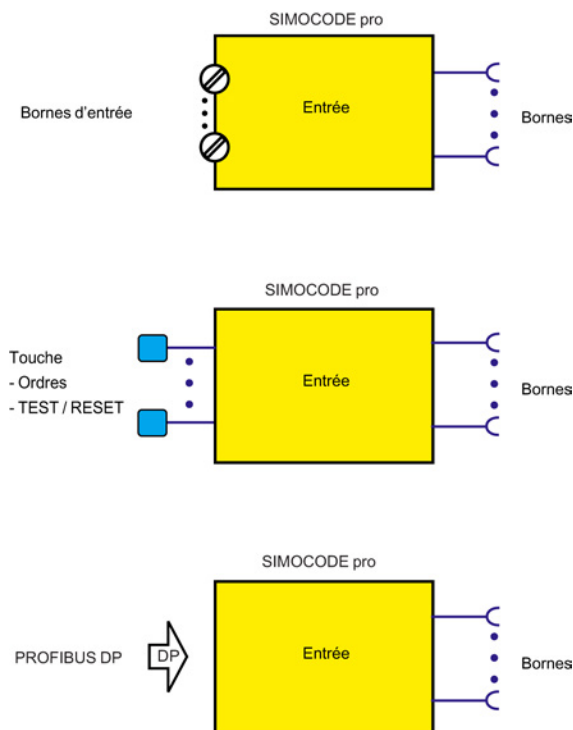 SIMOCODE pro
Bornes d'entrée
Entrée
Bornes
SIMOCODE pro
Touche
- Ordres
- TEST / RESET
Entrée
Bornes
SIMOCODE pro
PROFIBUS DP
DP
Entrée
Bornes